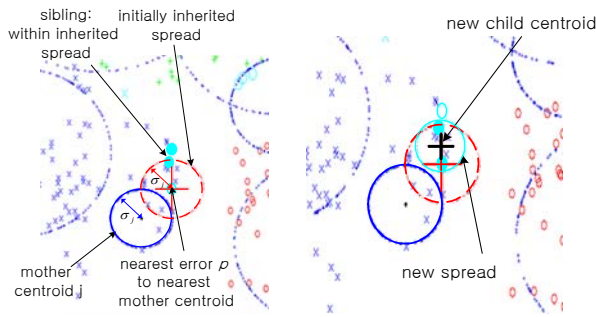 sibling:
within inherited
spread
initially inherited
spread
σ
σ j
mother
centroid j
nearest error p
to nearest
mother centroid
new child centroid
new spread